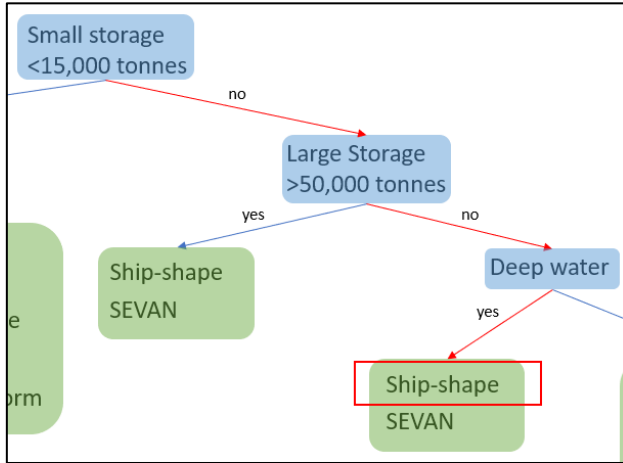 Small storage
<15,000 tonnes
no
Large Storage
>50,000 tonnes
yes
no
Ship-shape
SEVAN
Deep water
yes
Ship-shape
SEVAN